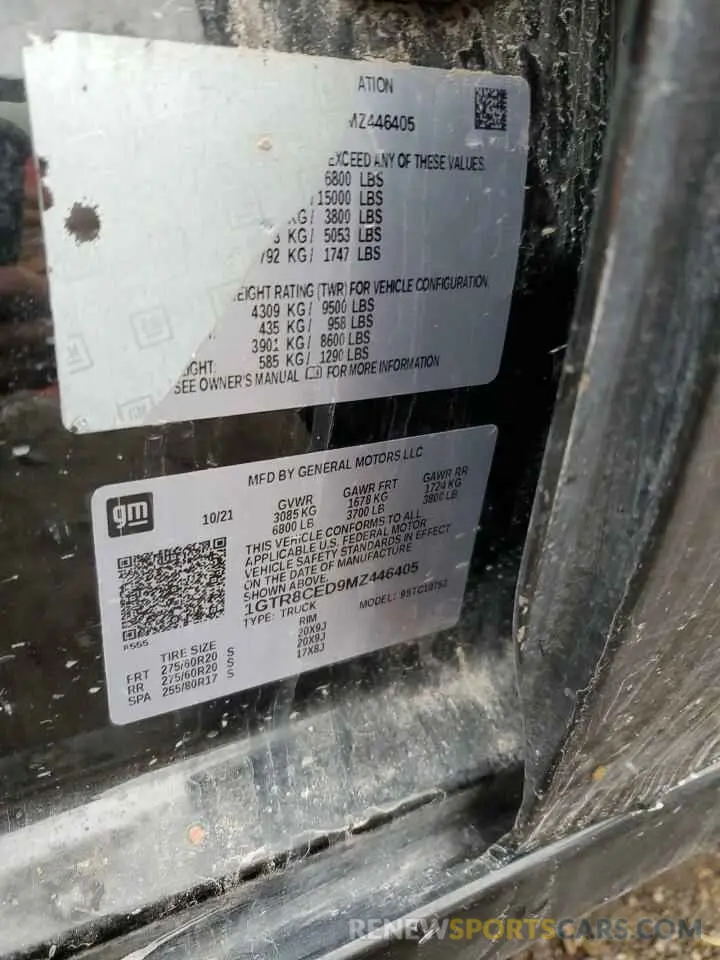 ATION
MZ446405
EXCEED ANY OF THESE VALUES.
6800 LBS
15000 LBS
KG/ 3800 LBS
3 KG/ 5053 LBS
792 KG/ 1747 LBS
EIGHT RATING (TWR) FOR VEHICLE CONFIGURATION
4309 KG/ 9500 LBS
435 KG/ 958 LBS
3901 KG/ 8600 LBS
IGHT: 585 KG/ 1290 LBS
SEE OWNER'S MANUAL FOR MORE INFORMATION
MFD BY GENERAL MOTORS LLC
gm
10/21
GVWR GAWR FRT GAWR RR
3085 KG 1678 KG 1724 KG
6800 LB 3700 LB 3800 LB
THIS VEHICLE CONFORMS TO ALL
APPLICABLE U.S. FEDERAL MOTOR
VEHICLE SAFETY STANDARDS IN EFFECT
ON THE DATE OF MANUFACTURE
SHOWN ABOVE.
1GTR8CED9MZ446405
TYPE: TRUCK MODEL:
TIRE SIZE RIM
FRT 275/60R20 S 20X9J
RR 275/60R20 S 20X9J
SPA 255/80R17 S 17X8J
RENEWSPORTSCARS.COM